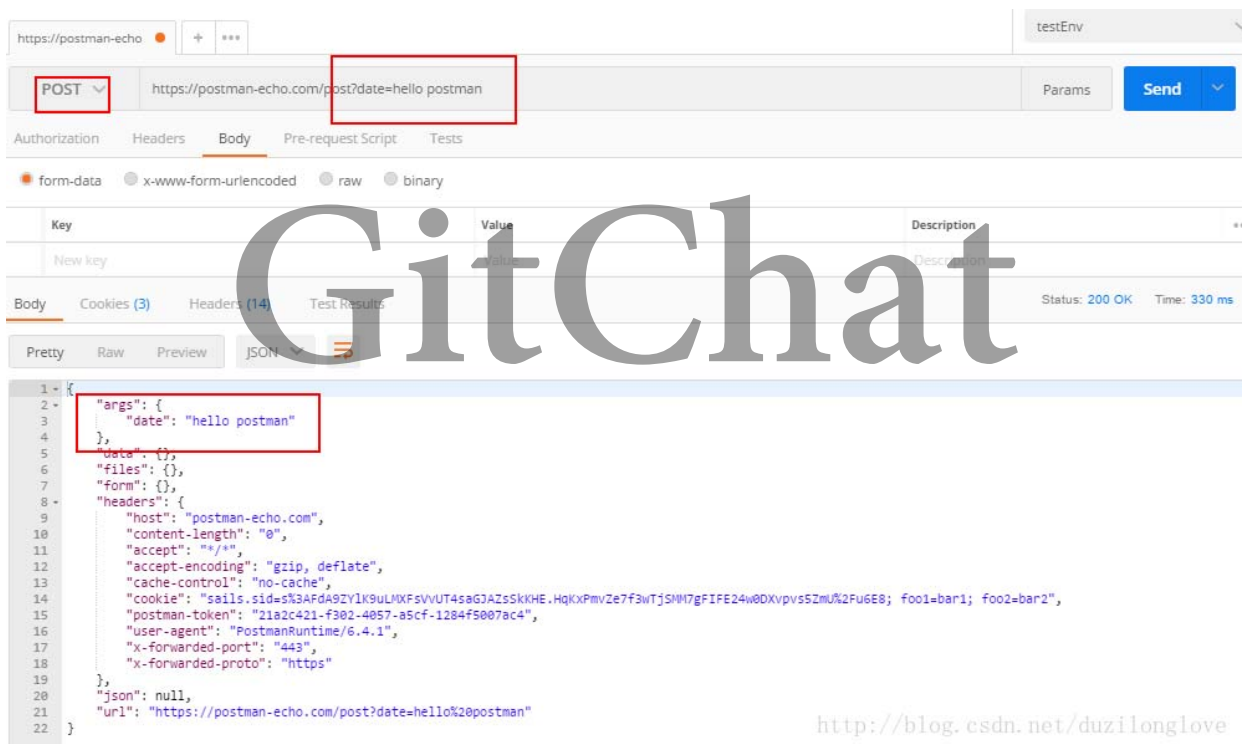 https://postman-echo
+ •••
testEnv
POST https://postman-echo.com/post?date=hello postman Params Send
Authorization Headers Body Pre-request Script Tests
form-data x-www-form-urlencoded raw binary
Key Value Description
New key Value Description
GitChat
Body Cookies (3) Headers (14) Test Results Status: 200 OK Time: 330 ms
Pretty Raw Preview JSON
1 {
2 "args": {
3 "date": "hello postman"
4 },
5 "data": {},
6 "files": {},
7 "form": {},
8 "headers": {
9 "host": "postman-echo.com",
10 "content-length": "0",
11 "accept": "*/*",
12 "accept-encoding": "gzip, deflate",
13 "cache-control": "no-cache",
14 "cookie": "sails.sid=s%3AFdA9ZYlK9uLMXFsVvUT4saGJAZsSkKHE.HqKxPmvZe7f3wTjSMM7gFIFE24w0DXvpvs5ZmU%2Fu6E8; foo1=bar1; foo2=bar2",
15 "postman-token": "21a2c421-f302-4057-a5cf-1284f5007ac4",
16 "user-agent": "PostmanRuntime/6.4.1",
17 "x-forwarded-port": "443",
18 "x-forwarded-proto": "https"
19 },
20 "json": null,
21 "url": "https://postman-echo.com/post?date=hello%20postman"
22 }
http://blog.csdn.net/duzilonglove